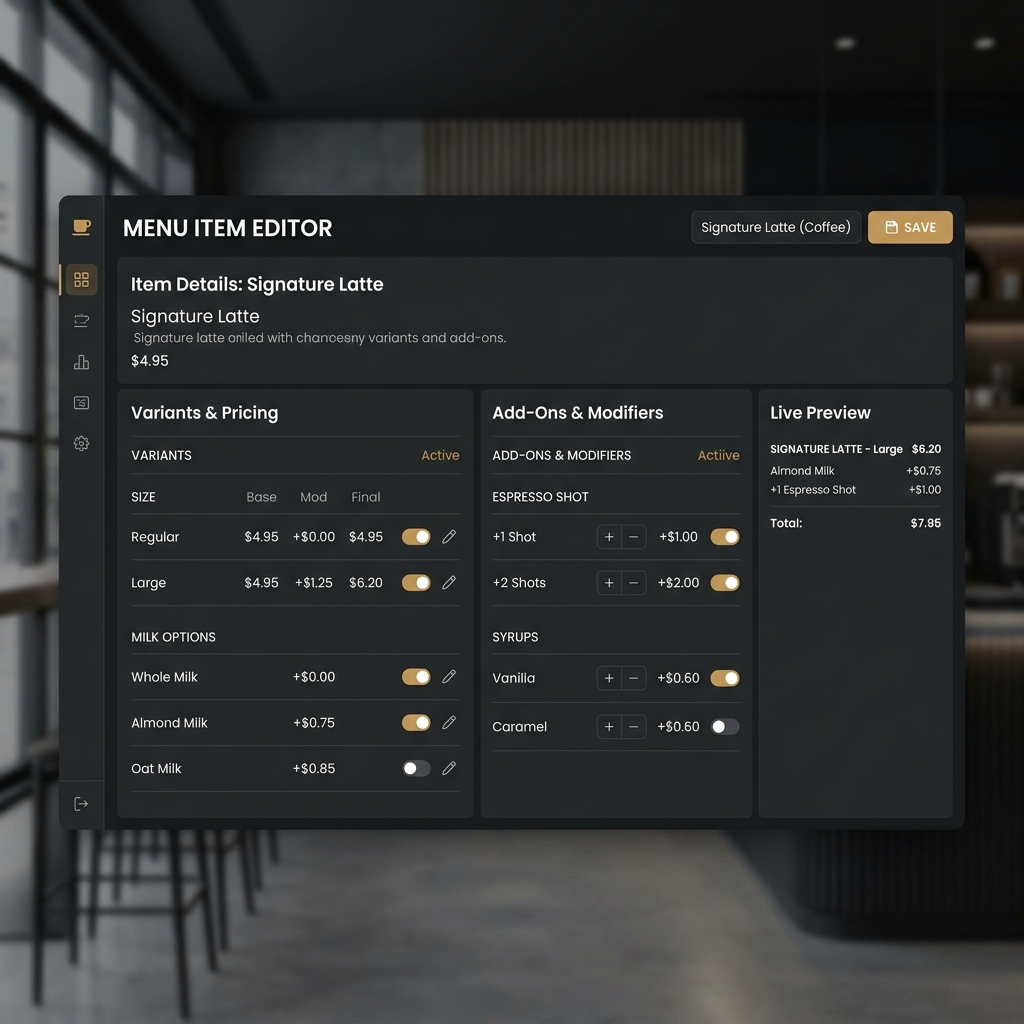 MENU ITEM EDITOR
Signature Latte (Coffee)
SAVE
Item Details: Signature Latte
Signature Latte
Signature latte oriled with chancesny variants and add-ons.
$4.95
Variants & Pricing
VARIANTS Active
SIZE Base Mod Final
Regular $4.95 +$0.00 $4.95
Large $4.95 +$1.25 $6.20
MILK OPTIONS
Whole Milk +$0.00
Almond Milk +$0.75
Oat Milk +$0.85
Add-Ons & Modifiers
ADD-ONS & MODIFIERS Actiive
ESPRESSO SHOT
+1 Shot + − +$1.00
+2 Shots + − +$2.00
SYRUPS
Vanilla + − +$0.60
Caramel + − +$0.60
Live Preview
SIGNATURE LATTE - Large $6.20
Almond Milk +$0.75
+1 Espresso Shot +$1.00
Total: $7.95